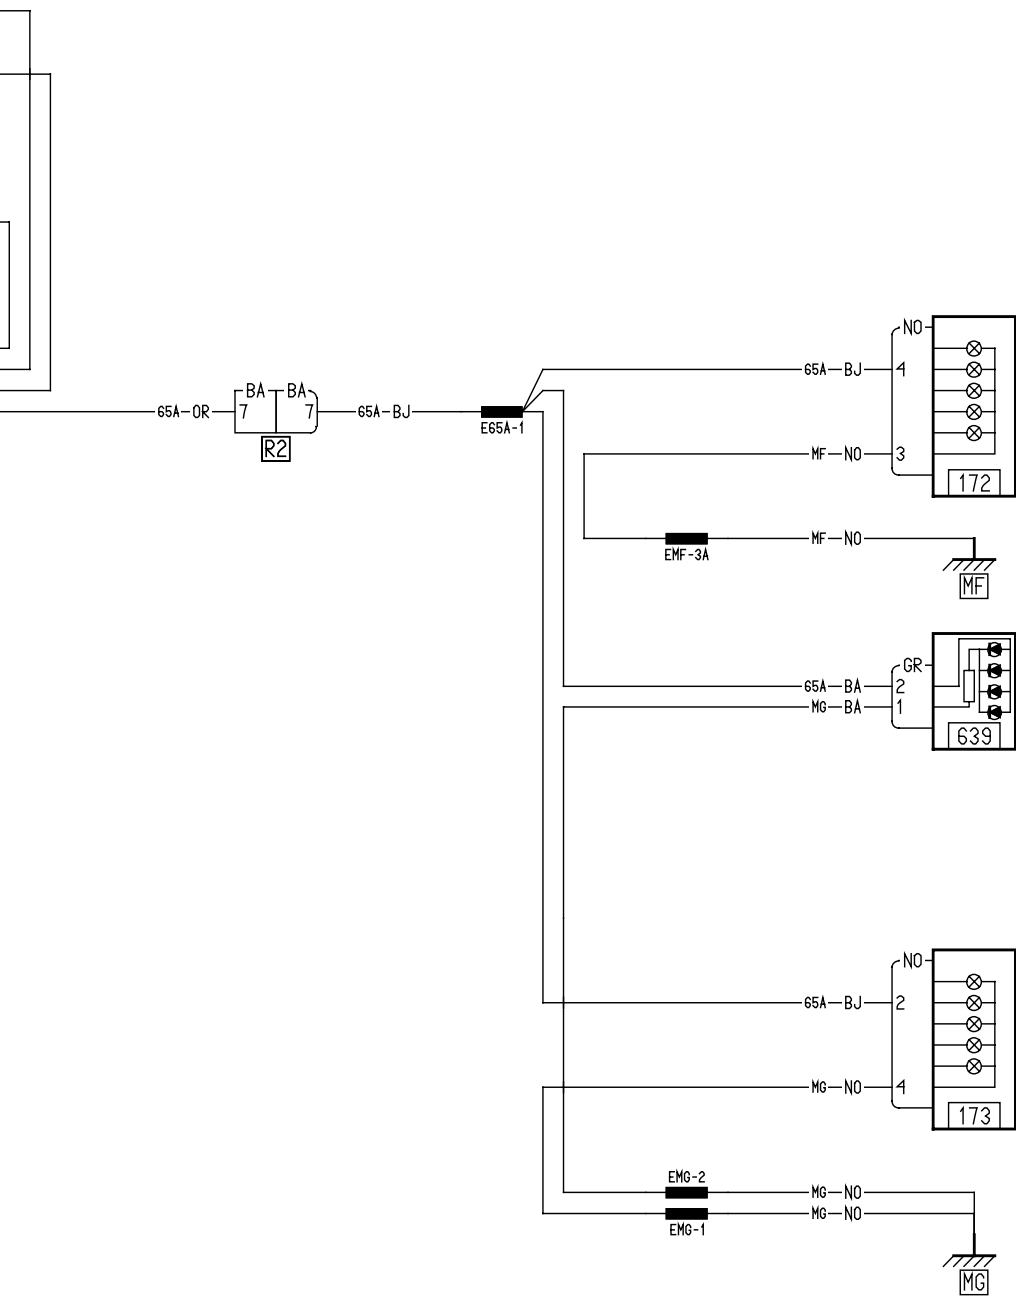 NO
65A BJ 4
BA BA
65A OR 7 7 65A-BJ
E65A-1
R2
MF NO 3
172
MF NO
EMF-3A
MF
GR
65A BA 2
MG BA 1
639
NO
65A BJ 2
MG NO 4
173
EMG-2
MG NO
MG NO
EMG-1
MG